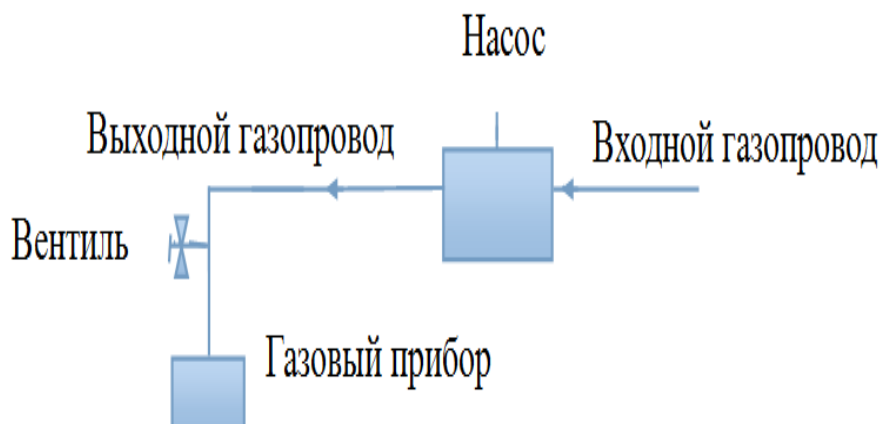 Насос
Выходной газопровод
Входной газопровод
Вентиль
Газовый прибор